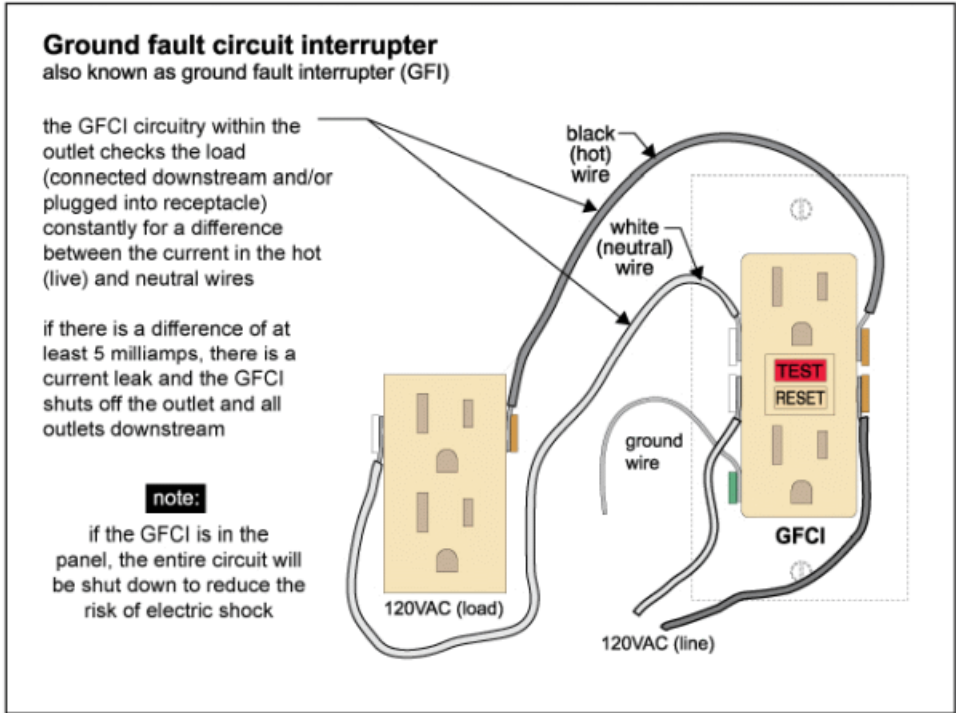 Ground fault circuit interrupter
also known as ground fault interrupter (GFI)
the GFCI circuitry within the
outlet checks the load
(connected downstream and/or
plugged into receptacle)
constantly for a difference
between the current in the hot
(live) and neutral wires
if there is a difference of at
least 5 milliamps, there is a
current leak and the GFCI
shuts off the outlet and all
outlets downstream
note:
if the GFCI is in the
panel, the entire circuit will
be shut down to reduce the
risk of electric shock
black
(hot)
wire
white
(neutral)
wire
TEST
RESET
ground
wire
GFCI
120VAC (load)
120VAC (line)